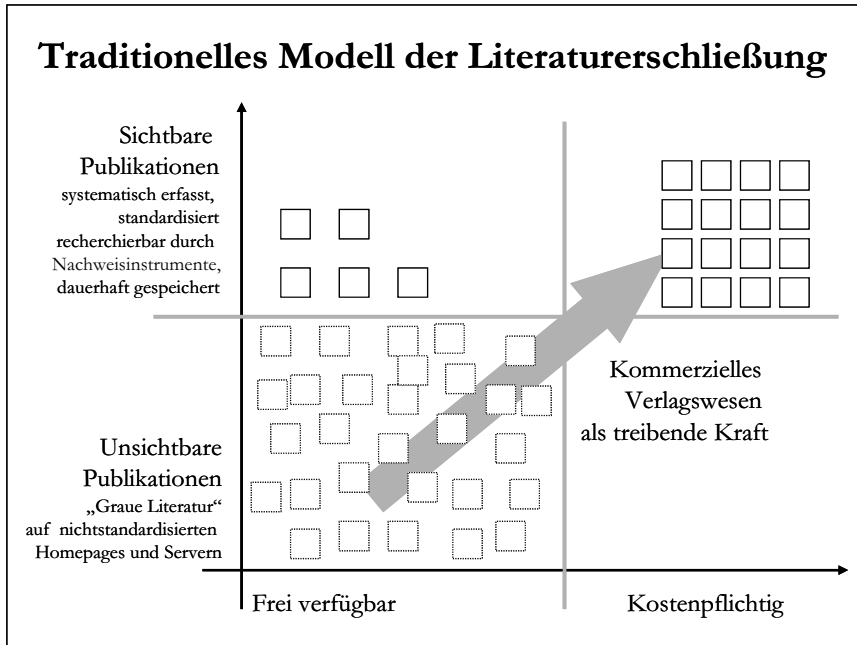 Traditionelles Modell der Literaturerschließung
Sichtbare
Publikationen
systematisch erfasst,
standardisiert
recherchierbar durch
Nachweisinstrumente,
dauerhaft gespeichert
Kommerzielles
Verlagswesen
als treibende Kraft
Unsichtbare
Publikationen
„Graue Literatur“
auf nichtstandardisierten
Homepages und Servern
Frei verfügbar
Kostenpflichtig